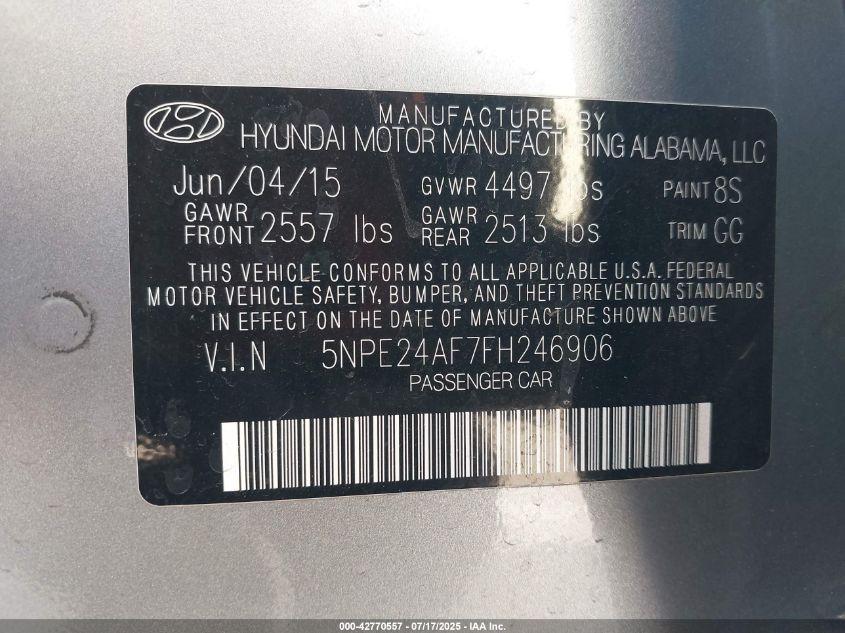 MANUFACTURED BY
HYUNDAI MOTOR MANUFACTURING ALABAMA, LLC
Jun/04/15 GVWR 4497 lbs PAINT 8S
GAWR FRONT 2557 lbs GAWR REAR 2513 lbs TRIM GG
THIS VEHICLE CONFORMS TO ALL APPLICABLE U.S.A. FEDERAL
MOTOR VEHICLE SAFETY, BUMPER, AND THEFT PREVENTION STANDARDS
IN EFFECT ON THE DATE OF MANUFACTURE SHOWN ABOVE
V.I.N 5NPE24AF7FH246906
PASSENGER CAR
000-42770557 - 07/17/2025 - IAA Inc.